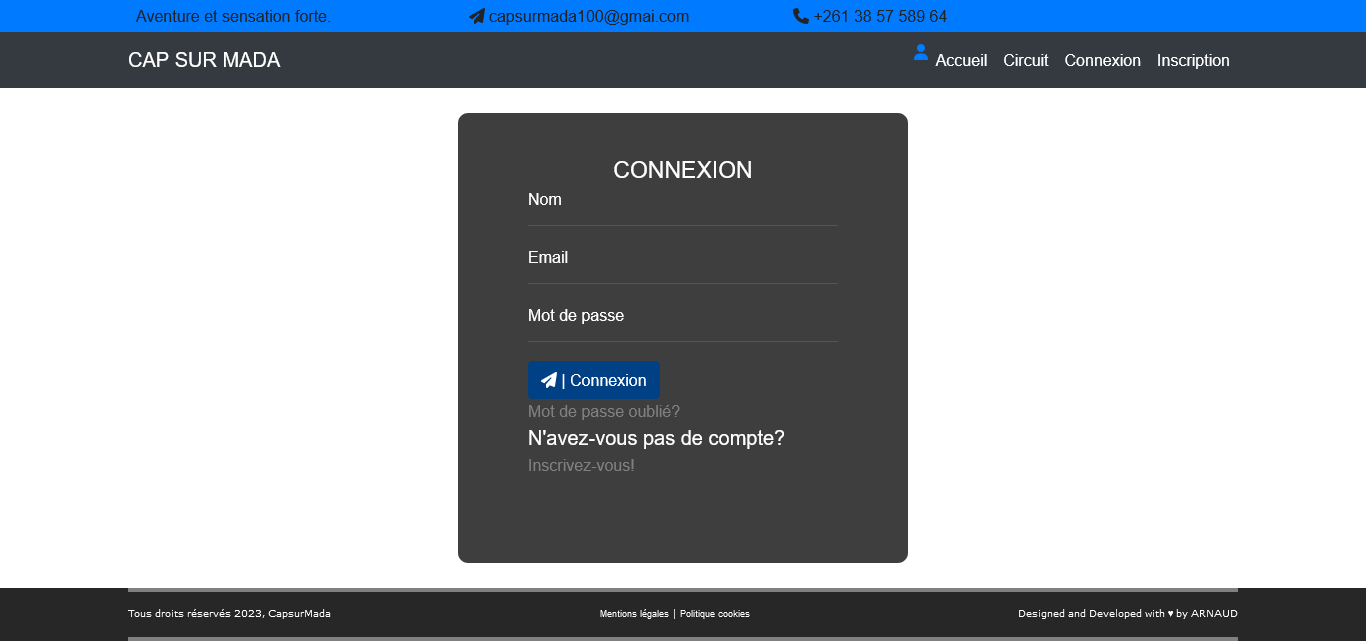 Aventure et sensation forte. capsurmada100@gmai.com +261 38 57 589 64
CAP SUR MADA Accueil Circuit Connexion Inscription
CONNEXION
Nom
Email
Mot de passe
| Connexion
Mot de passe oublié?
N'avez-vous pas de compte?
Inscrivez-vous!
Tous droits réservés 2023, CapsurMada Mentions légales | Politique cookies Designed and Developed with ♥ by ARNAUD